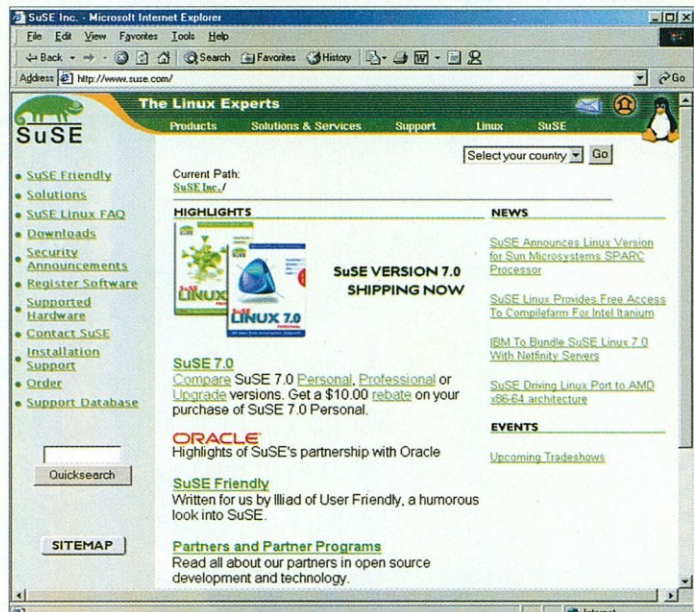 SuSE Inc. - Microsoft Internet Explorer
File Edit View Favorites Tools Help
Back Search Favorites History
Address http://www.suse.com/ Go
SuSE
The Linux Experts
Products Solutions & Services Support Linux SuSE
Select your country Go
SuSE Friendly
Solutions
SuSE Linux FAQ
Downloads
Security
Announcements
Register Software
Supported
Hardware
Contact SuSE
Installation
Support
Order
Support Database
Quicksearch
SITEMAP
Current Path:
SuSE Inc./
HIGHLIGHTS
SuSE
LINUX 7.0
SuSE VERSION 7.0
SHIPPING NOW
SuSE 7.0
Compare SuSE 7.0 Personal, Professional or
Upgrade versions. Get a $10.00 rebate on your
purchase of SuSE 7.0 Personal.
ORACLE
Highlights of SuSE's partnership with Oracle
SuSE Friendly
Written for us by Illiad of User Friendly, a humorous
look into SuSE.
Partners and Partner Programs
Read all about our partners in open source
development and technology.
NEWS
SuSE Announces Linux Version
for Sun Microsystems SPARC
Processor
SuSE Linux Provides Free Access
To Compilefarm For Intel Itanium
IBM To Bundle SuSE Linux 7.0
With Netfinity Servers
SuSE Driving Linux Port to AMD
x86-64 architecture
EVENTS
Upcoming Tradeshows
Internet